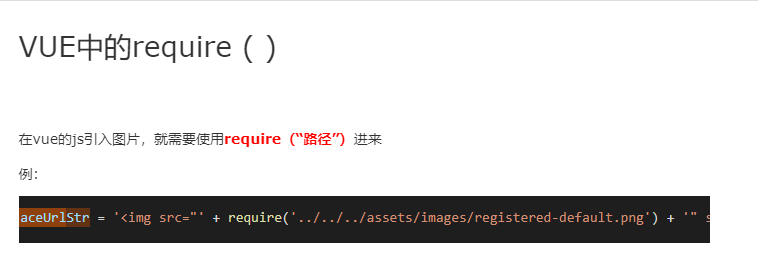 VUE中的require ( )
在vue的js引入图片，就需要使用require（“路径”）进来
例：
aceUrlStr = '<img src="' + require('../../../assets/images/registered-default.png') + '" s